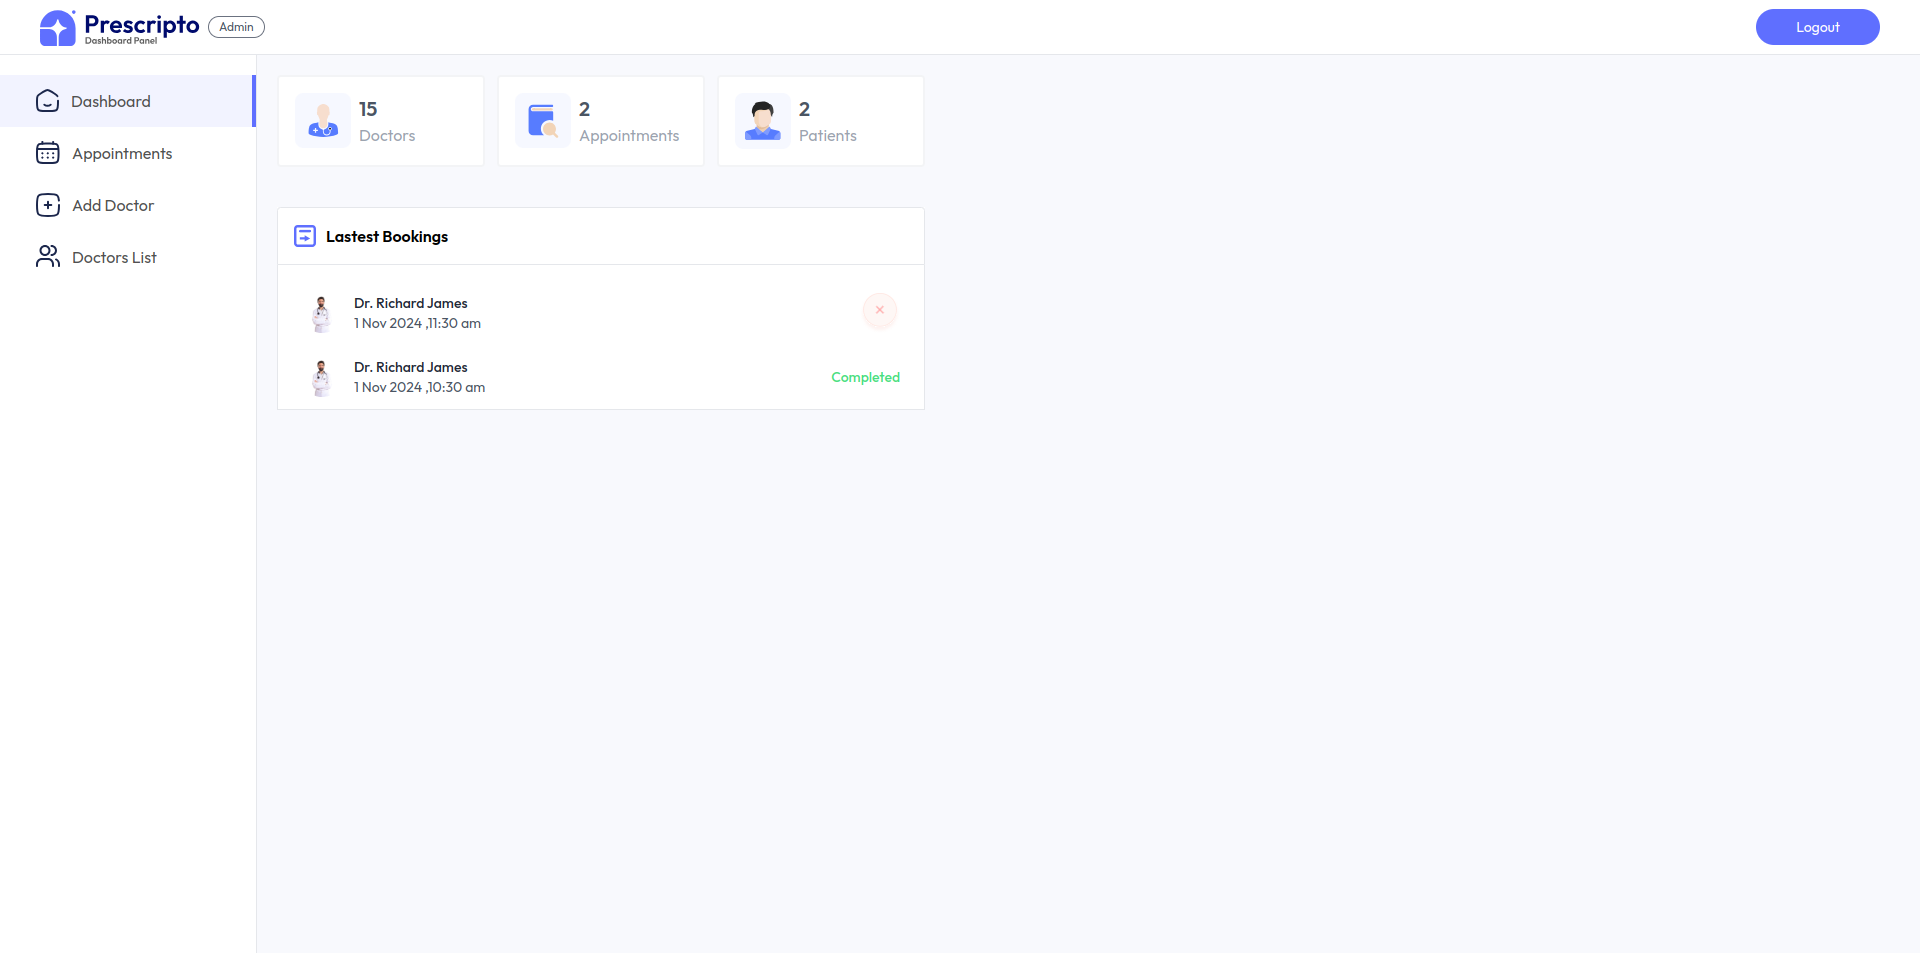 Prescripto
Dashboard Panel
Admin
Logout
Dashboard
Appointments
Add Doctor
Doctors List
15
Doctors
2
Appointments
2
Patients
Lastest Bookings
Dr. Richard James
1 Nov 2024 ,11:30 am
Dr. Richard James
1 Nov 2024 ,10:30 am
Completed